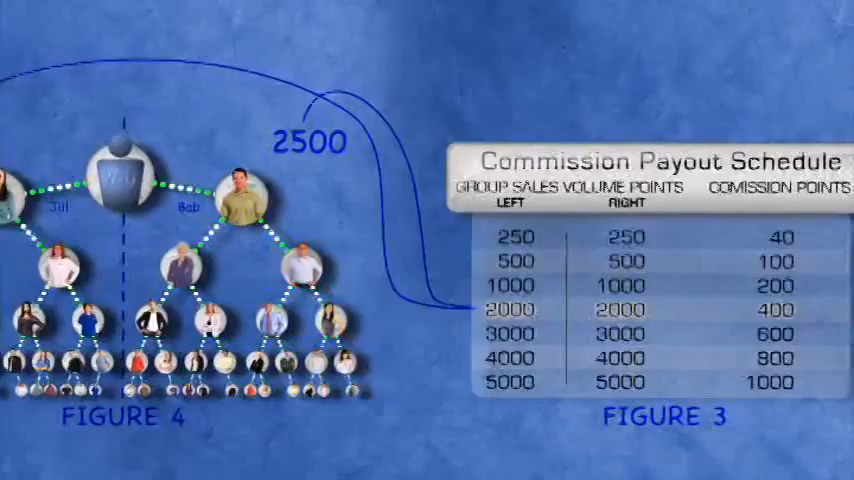 2500
YOU
Jill
Bob
FIGURE 4
Commission Payout Schedule
GROUP SALES VOLUME POINTS COMISSION POINTS
LEFT RIGHT
250 250 40
500 500 100
1000 1000 200
2000 2000 400
3000 3000 600
4000 4000 800
5000 5000 1000
FIGURE 3